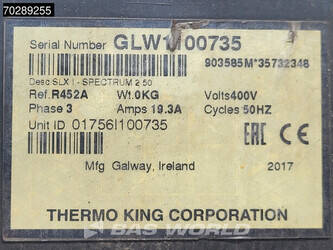 70289255
Serial Number GLW1100735
903585M*35732348
Desc SLX I - SPECTRUM 2 50
Ref.R452A Wt.0KG Volts400V
Phase 3 Amps 19.3A Cycles 50HZ
Unit ID 01756I100735 EAC CE
Mfg Galway, Ireland 2017
THERMO KING CORPORATION
BAS WORLD